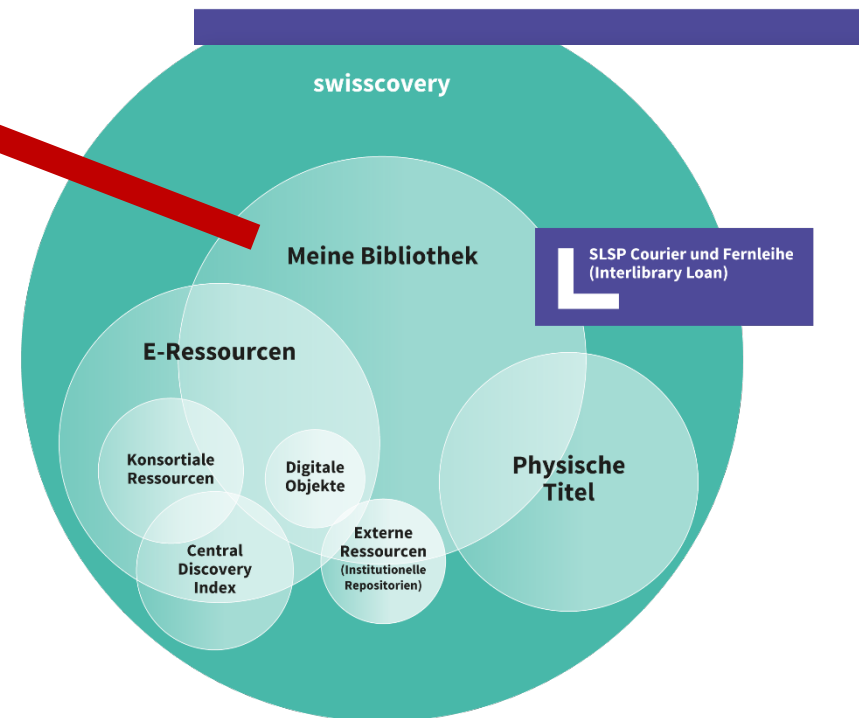 swisscovery
Meine Bibliothek
SLSP Courier und Fernleihe
(Interlibrary Loan)
E-Ressourcen
Konsortiale
Ressourcen
Digitale
Objekte
Physische
Titel
Externe
Ressourcen
(Institutionelle
Repositorien)
Central
Discovery
Index